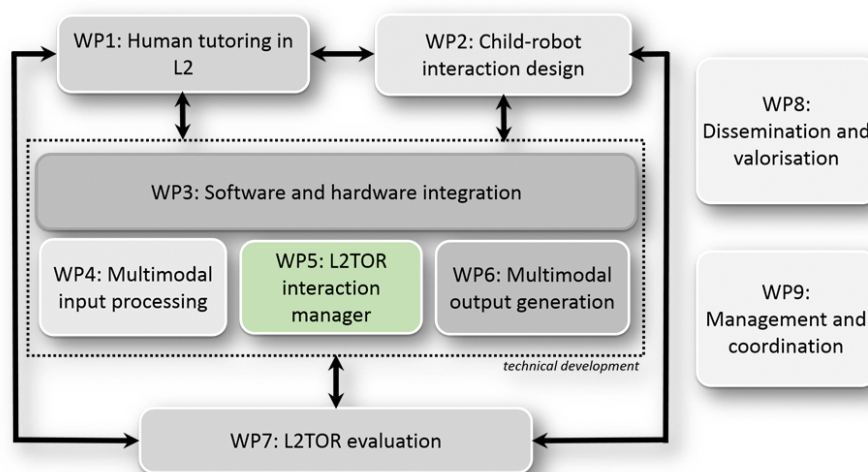 WP1: Human tutoring in
L2
WP2: Child-robot
interaction design
WP8:
Dissemination and
valorisation
WP3: Software and hardware integration
WP4: Multimodal
input processing
WP5: L2TOR
interaction
manager
WP6: Multimodal
output generation
WP9:
Management and
coordination
technical development
WP7: L2TOR evaluation